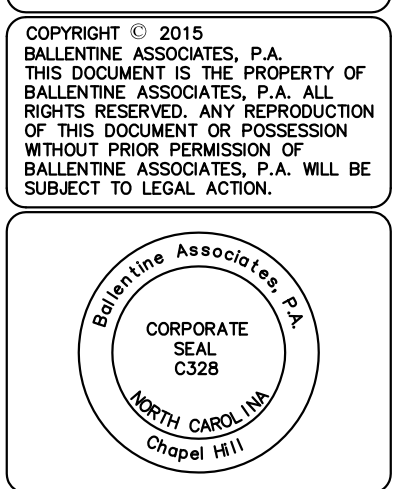 COPYRIGHT © 2015
BALLENTINE ASSOCIATES, P.A.
THIS DOCUMENT IS THE PROPERTY OF
BALLENTINE ASSOCIATES, P.A. ALL
RIGHTS RESERVED. ANY REPRODUCTION
OF THIS DOCUMENT OR POSSESSION
WITHOUT PRIOR PERMISSION OF
BALLENTINE ASSOCIATES, P.A. WILL BE
SUBJECT TO LEGAL ACTION.
Ballentine Associates, P.A.
CORPORATE
SEAL
C328
NORTH CAROLINA
Chapel Hill